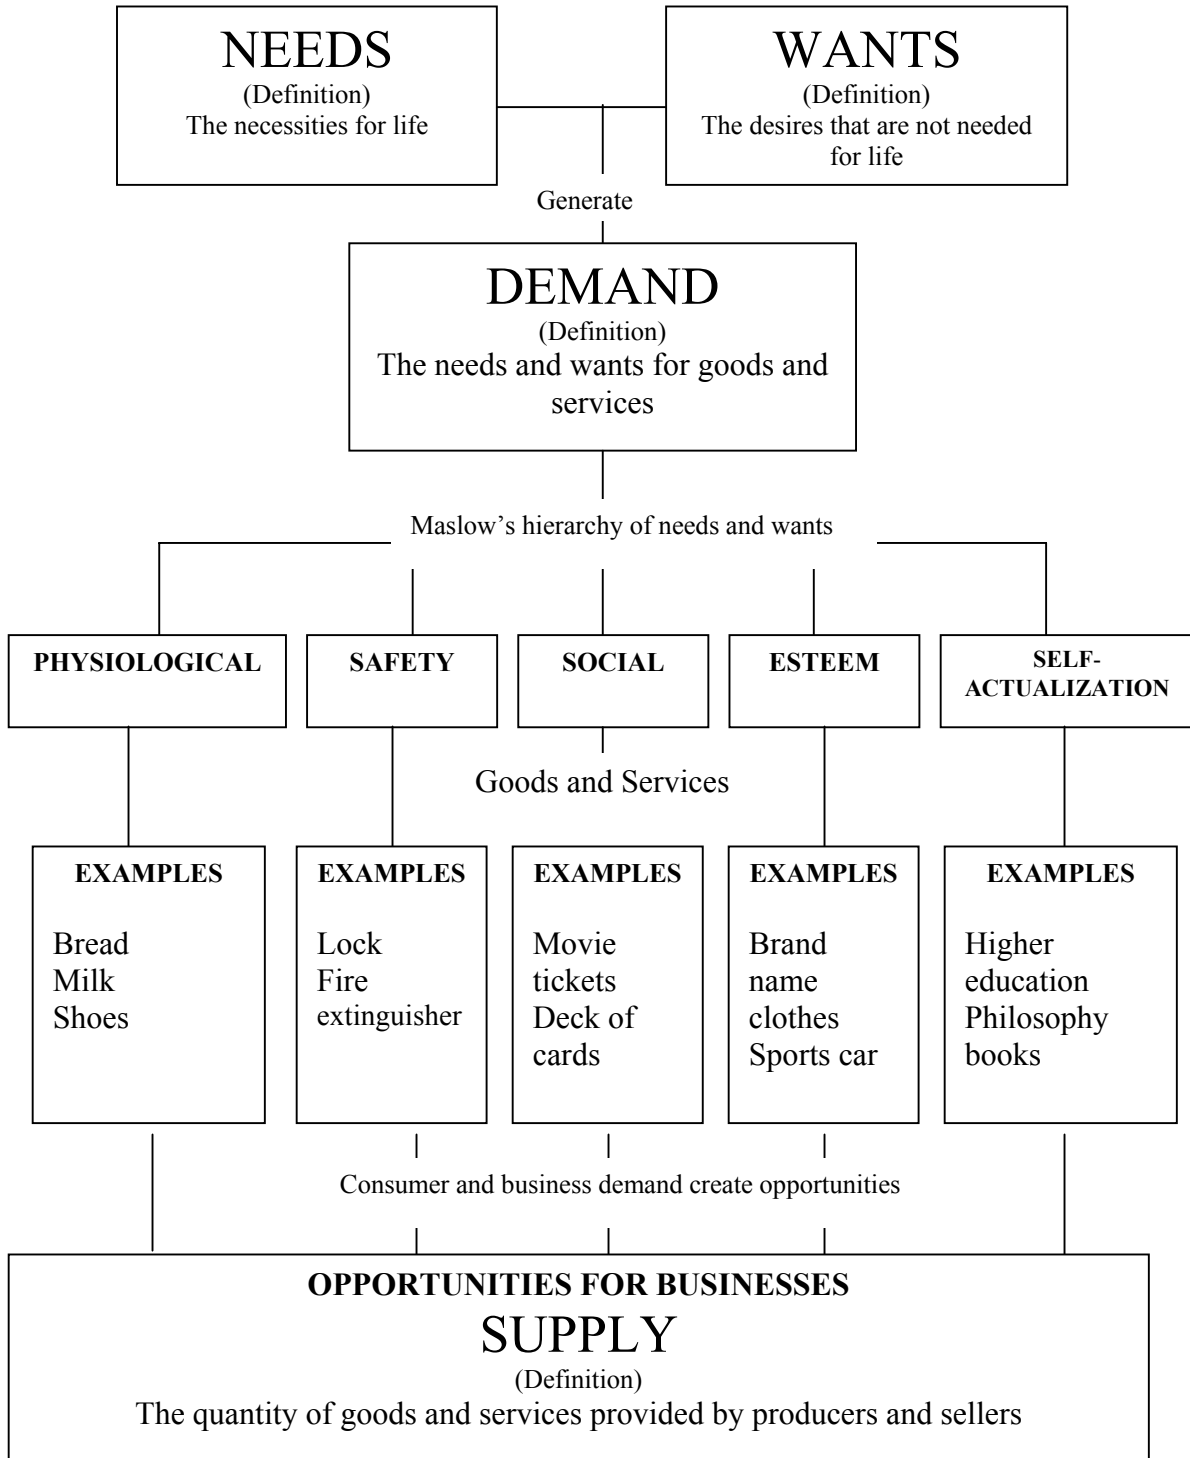 NEEDS
(Definition)
The necessities for life
WANTS
(Definition)
The desires that are not needed
for life
Generate
DEMAND
(Definition)
The needs and wants for goods and
services
Maslow’s hierarchy of needs and wants
PHYSIOLOGICAL
SAFETY
SOCIAL
ESTEEM
SELF-
ACTUALIZATION
Goods and Services
EXAMPLES
Bread
Milk
Shoes
EXAMPLES
Lock
Fire
extinguisher
EXAMPLES
Movie
tickets
Deck of
cards
EXAMPLES
Brand
name
clothes
Sports car
EXAMPLES
Higher
education
Philosophy
books
Consumer and business demand create opportunities
OPPORTUNITIES FOR BUSINESSES
SUPPLY
(Definition)
The quantity of goods and services provided by producers and sellers